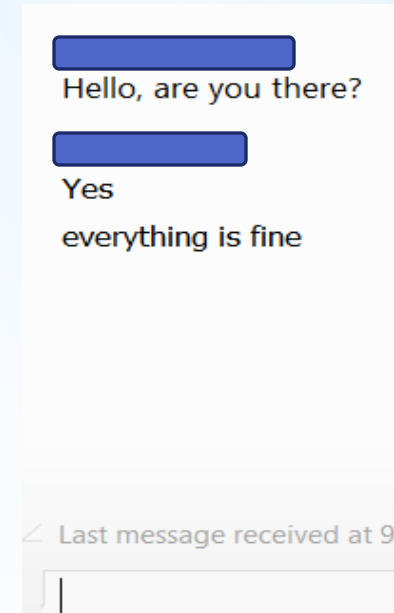 Hello, are you there?
Yes
everything is fine
Last message received at 9